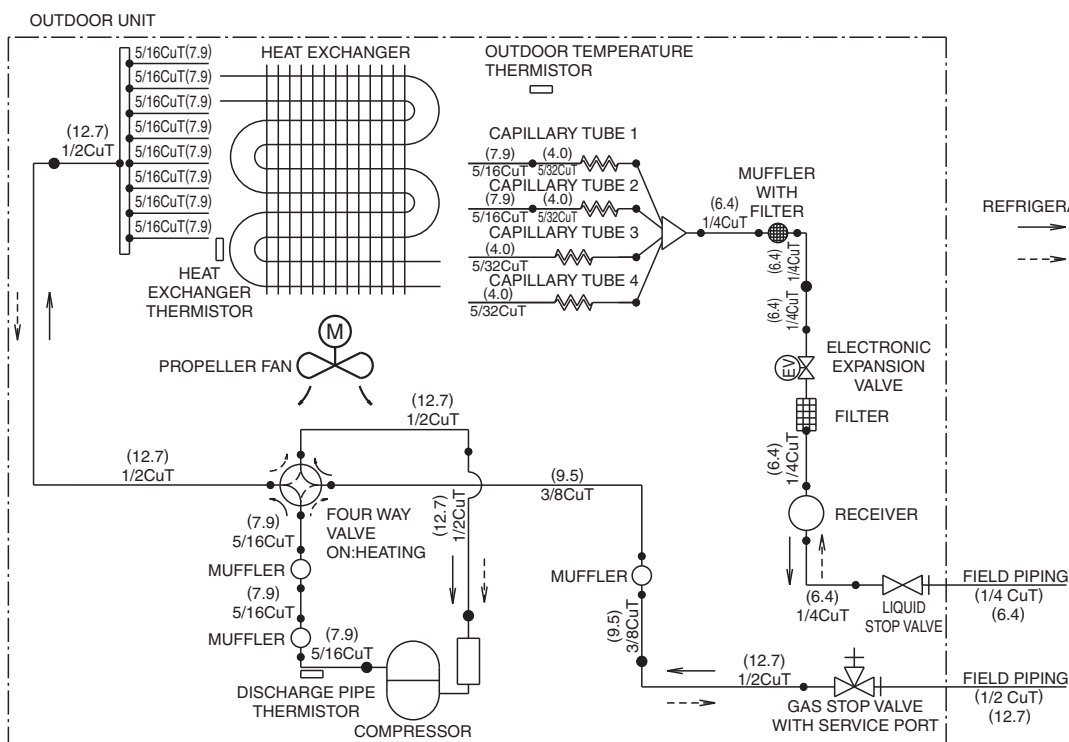 OUTDOOR UNIT
5/16CuT(7.9)
5/16CuT(7.9)
5/16CuT(7.9)
5/16CuT(7.9)
5/16CuT(7.9)
5/16CuT(7.9)
5/16CuT(7.9)
5/16CuT(7.9)
(12.7)
1/2CuT
HEAT EXCHANGER
HEAT
EXCHANGER
THERMISTOR
OUTDOOR TEMPERATURE
THERMISTOR
CAPILLARY TUBE 1
(7.9)
5/16CuT
(4.0)
5/32CuT
CAPILLARY TUBE 2
(7.9)
5/16CuT
(4.0)
5/32CuT
CAPILLARY TUBE 3
(4.0)
5/32CuT
CAPILLARY TUBE 4
(4.0)
5/32CuT
(6.4)
1/4CuT
MUFFLER
WITH
FILTER
(6.4)
1/4CuT
(6.4)
1/4CuT
REFRIGERA
EV
ELECTRONIC
EXPANSION
VALVE
FILTER
(6.4)
1/4CuT
RECEIVER
(6.4)
1/4CuT
LIQUID
STOP VALVE
FIELD PIPING
(1/4 CuT)
(6.4)
M
PROPELLER FAN
(12.7)
1/2CuT
(12.7)
1/2CuT
(12.7)
1/2CuT
(9.5)
3/8CuT
FOUR WAY
VALVE
ON:HEATING
(7.9)
5/16CuT
MUFFLER
(7.9)
5/16CuT
MUFFLER
(7.9)
5/16CuT
DISCHARGE PIPE
THERMISTOR
COMPRESSOR
MUFFLER
(9.5)
3/8CuT
(12.7)
1/2CuT
GAS STOP VALVE
WITH SERVICE PORT
FIELD PIPING
(1/2 CuT)
(12.7)